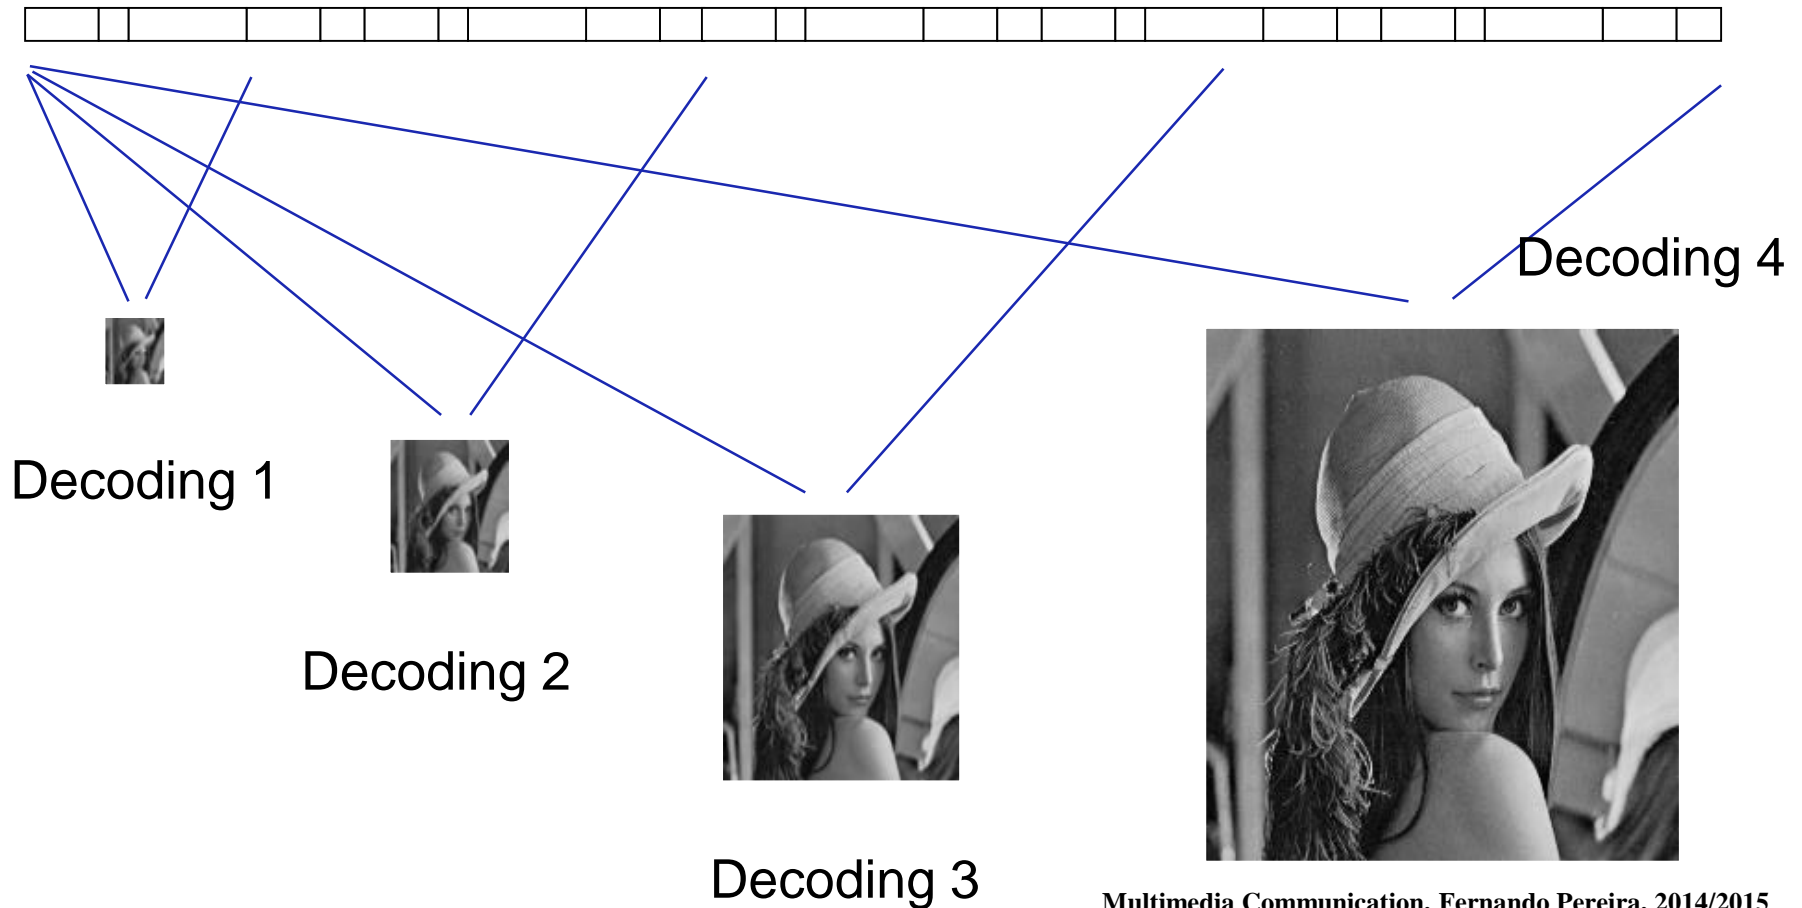 Decoding 4
Decoding 1
Decoding 2
Decoding 3
Multimedia Communication, Fernando Pereira, 2014/2015